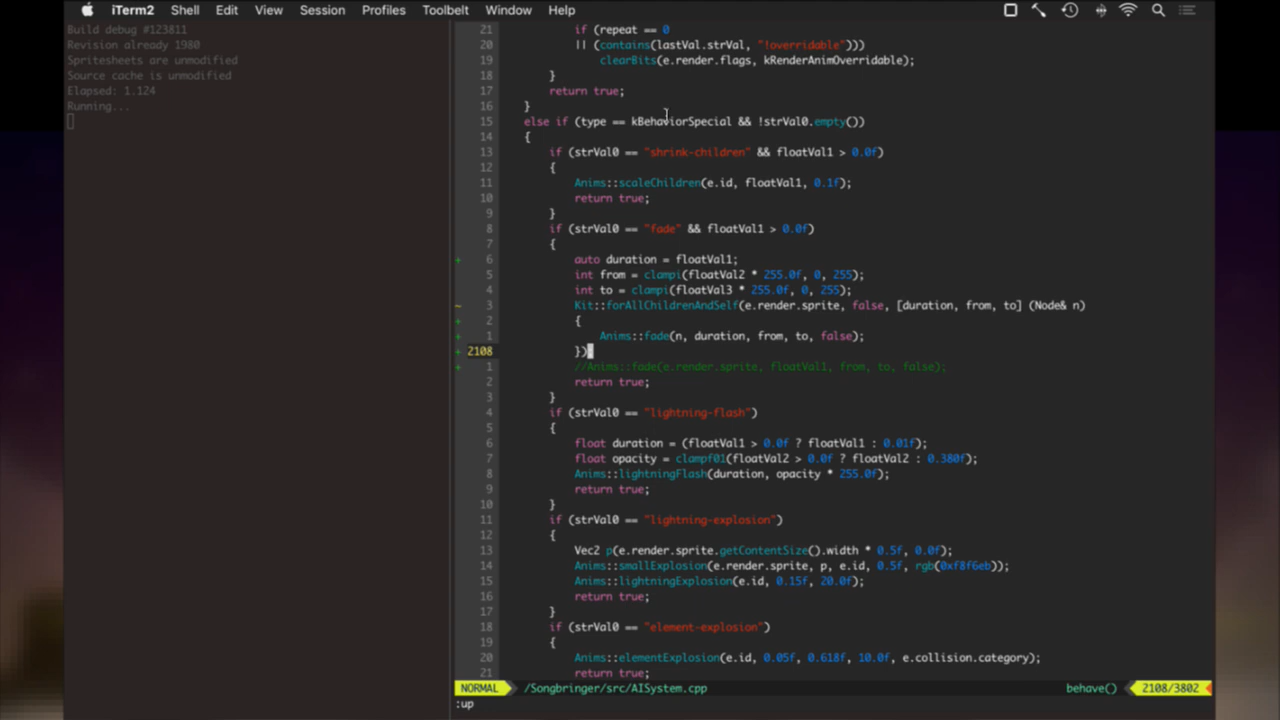 iTerm2 Shell Edit View Session Profiles Toolbelt Window Help
Build debug #123811
Revision already 1980
Spritesheets are unmodified
Source cache is unmodified
Elapsed: 1.124
Running...
21 if (repeat == 0
20 || (contains(lastVal.strVal, "!overridable")))
19 clearBits(e.render.flags, kRenderAnimOverridable);
18 }
17 return true;
16 }
15 else if (type == kBehaviorSpecial && !strVal0.empty())
14 {
13 if (strVal0 == "shrink-children" && floatVal1 > 0.0f)
12 {
11 Anims::scaleChildren(e.id, floatVal1, 0.1f);
10 return true;
9 }
8 if (strVal0 == "fade" && floatVal1 > 0.0f)
7 {
+ 6 auto duration = floatVal1;
5 int from = clampi(floatVal2 * 255.0f, 0, 255);
4 int to = clampi(floatVal3 * 255.0f, 0, 255);
~ 3 Kit::forAllChildrenAndSelf(e.render.sprite, false, [duration, from, to] (Node& n)
+ 2 {
+ 1 Anims::fade(n, duration, from, to, false);
+ 2108 });
+ 1 //Anims::fade(e.render.sprite, floatVal1, from, to, false);
2 return true;
3 }
4 if (strVal0 == "lightning-flash")
5 {
6 float duration = (floatVal1 > 0.0f ? floatVal1 : 0.01f);
7 float opacity = clampf01(floatVal2 > 0.0f ? floatVal2 : 0.380f);
8 Anims::lightningFlash(duration, opacity * 255.0f);
9 return true;
10 }
11 if (strVal0 == "lightning-explosion")
12 {
13 Vec2 p(e.render.sprite.getContentSize().width * 0.5f, 0.0f);
14 Anims::smallExplosion(e.render.sprite, p, e.id, 0.5f, rgb(0xf8f6eb));
15 Anims::lightningExplosion(e.id, 0.15f, 20.0f);
16 return true;
17 }
18 if (strVal0 == "element-explosion")
19 {
20 Anims::elementExplosion(e.id, 0.05f, 0.618f, 10.0f, e.collision.category);
21 return true;
NORMAL /Songbringer/src/AISystem.cpp behave() 2108/3802
:up